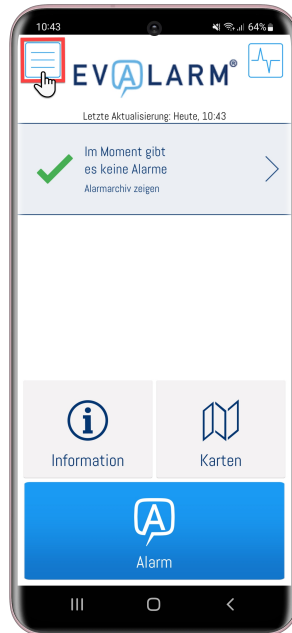 10:43
64%
EVALARM®
Letzte Aktualisierung: Heute, 10:43
Im Moment gibt
es keine Alarme
Alarmarchiv zeigen
Information
Karten
Alarm